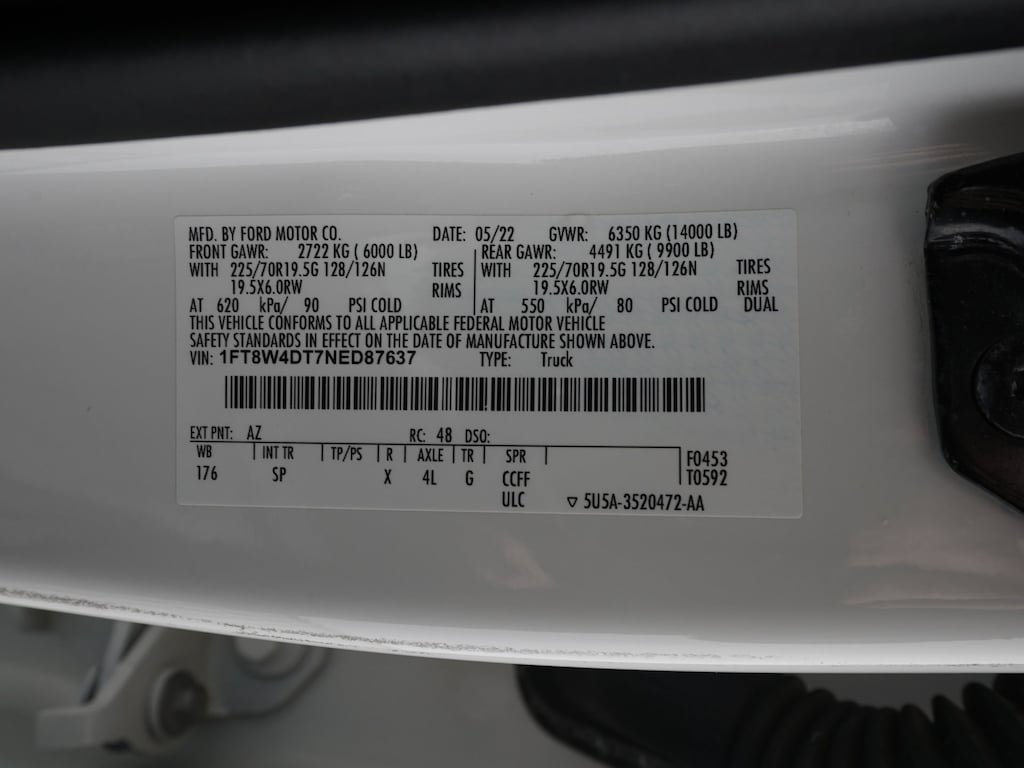 MFD. BY FORD MOTOR CO. DATE: 05/22 GVWR: 6350 KG (14000 LB)
FRONT GAWR: 2722 KG ( 6000 LB) REAR GAWR: 4491 KG ( 9900 LB)
WITH 225/70R19.5G 128/126N TIRES WITH 225/70R19.5G 128/126N TIRES
19.5X6.0RW RIMS 19.5X6.0RW RIMS
AT 620 kPa/ 90 PSI COLD AT 550 kPa/ 80 PSI COLD DUAL
THIS VEHICLE CONFORMS TO ALL APPLICABLE FEDERAL MOTOR VEHICLE
SAFETY STANDARDS IN EFFECT ON THE DATE OF MANUFACTURE SHOWN ABOVE.
VIN: 1FT8W4DT7NED87637 TYPE: Truck
EXT PNT: AZ RC: 48 DSO:
WB INT TR TP/PS R AXLE TR SPR F0453
176 SP X 4L G CCFF T0592
ULC ▽ 5U5A-3520472-AA